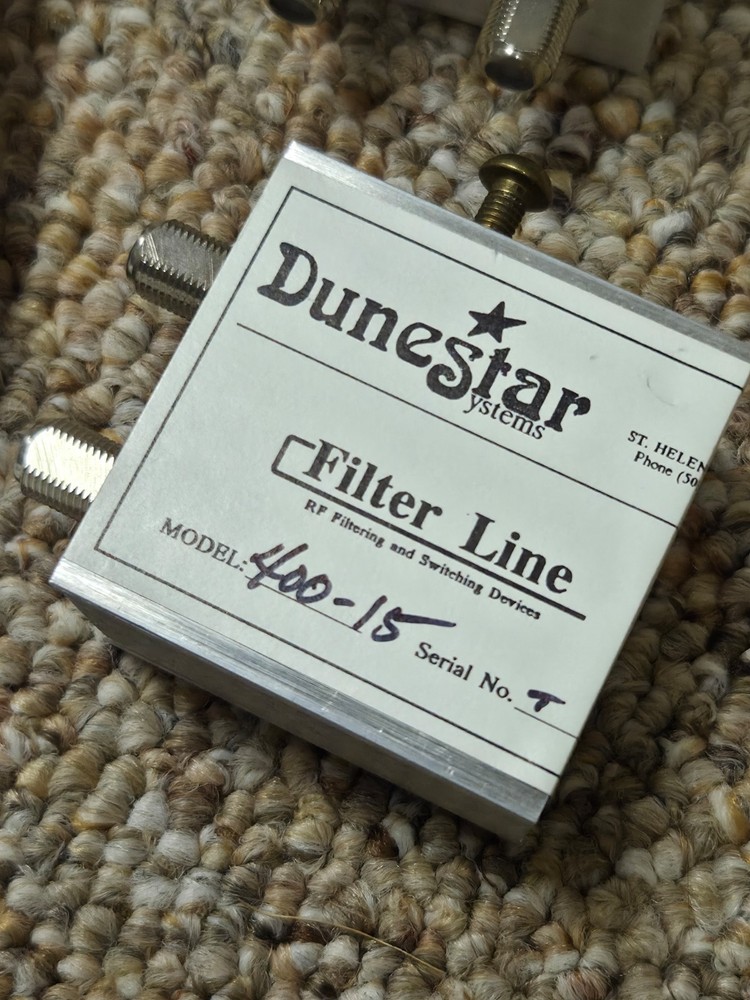 Dunestar
ystems
ST. HELEN
Phone (50
Filter Line
RF Filtering and Switching Devices
MODEL: 400-15
Serial No. T